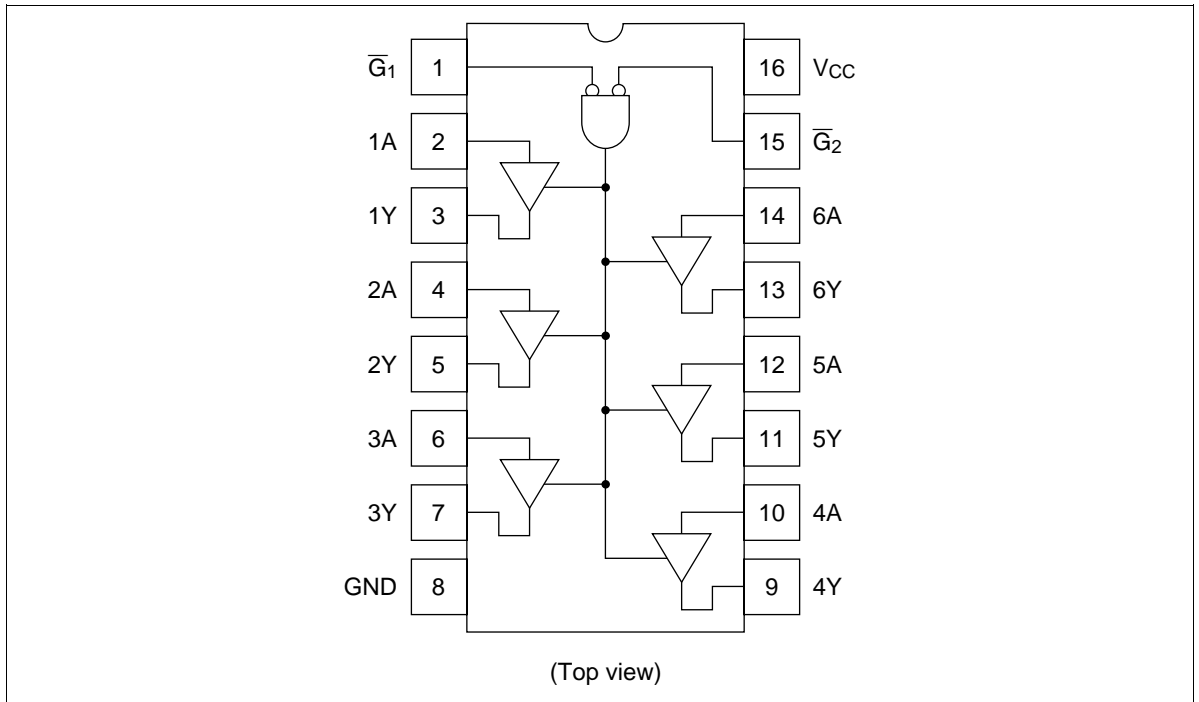 G̅1 1 16 VCC
1A 2 15 G̅2
1Y 3 14 6A
2A 4 13 6Y
2Y 5 12 5A
3A 6 11 5Y
3Y 7 10 4A
GND 8 9 4Y
(Top view)